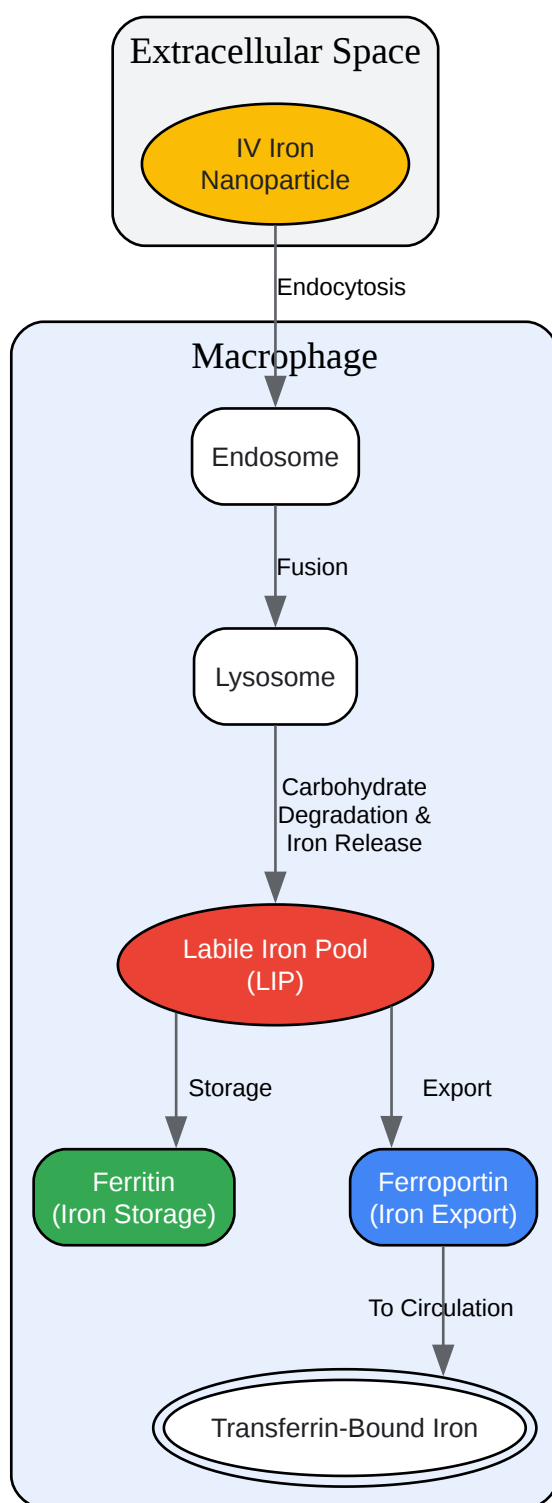 Extracellular Space
IV Iron
Nanoparticle
Endocytosis
Macrophage
Endosome
Fusion
Lysosome
Carbohydrate
Degradation &
Iron Release
Labile Iron Pool
(LIP)
Storage
Export
Ferritin
(Iron Storage)
Ferroportin
(Iron Export)
To Circulation
Transferrin-Bound Iron